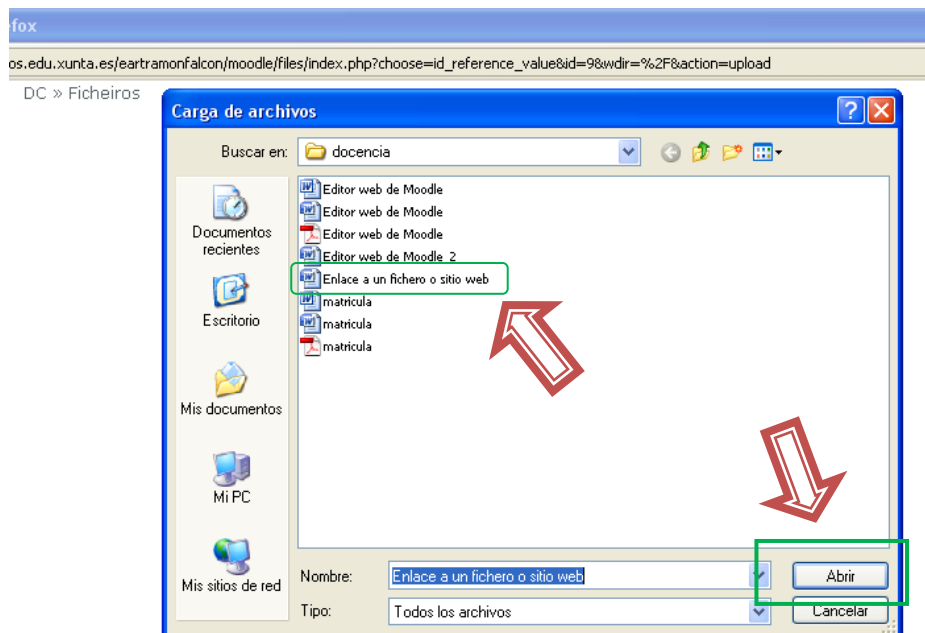 fox
os.edu.xunta.es/eartramonfalcon/moodle/files/index.php?choose=id_reference_value&id=9&wdir=%2F&action=upload
DC » Ficheiros
Carga de archivos
Buscar en:
docencia
Documentos
recientes
Escritorio
Mis documentos
Mi PC
Mis sitios de red
Editor web de Moodle
Editor web de Moodle
Editor web de Moodle
Editor web de Moodle_2
Enlace a un fichero o sitio web
matricula
matricula
matricula
Nombre:
Enlace a un fichero o sitio web
Abrir
Tipo:
Todos los archivos
Cancelar